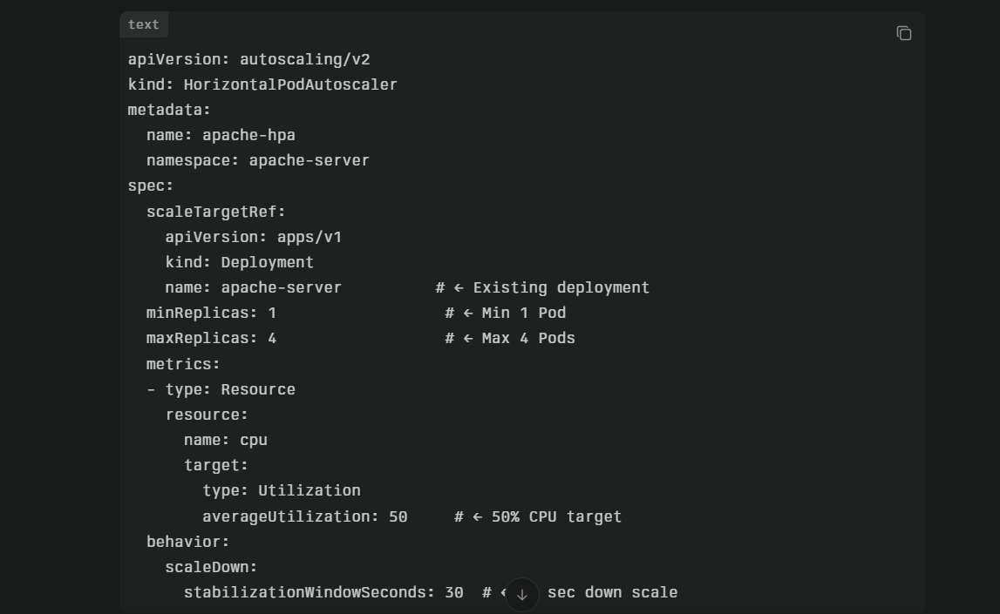 text
apiVersion: autoscaling/v2
kind: HorizontalPodAutoscaler
metadata:
  name: apache-hpa
  namespace: apache-server
spec:
  scaleTargetRef:
    apiVersion: apps/v1
    kind: Deployment
    name: apache-server          # ← Existing deployment
  minReplicas: 1                  # ← Min 1 Pod
  maxReplicas: 4                  # ← Max 4 Pods
  metrics:
  - type: Resource
    resource:
      name: cpu
      target:
        type: Utilization
        averageUtilization: 50     # ← 50% CPU target
  behavior:
    scaleDown:
      stabilizationWindowSeconds: 30  # ← sec down scale